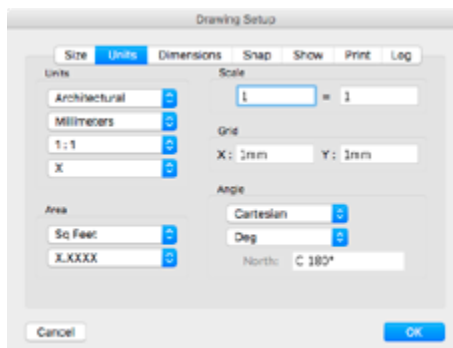 Drawing Setup
Size Units Dimensions Snap Show Print Log
Units
Architectural
Millimeters
1:1
X
Area
Sq Feet
X.XXXX
Scale
1 = 1
Grid
X: 1mm Y: 1mm
Angle
Cartesian
Deg
North: C 180°
Cancel OK